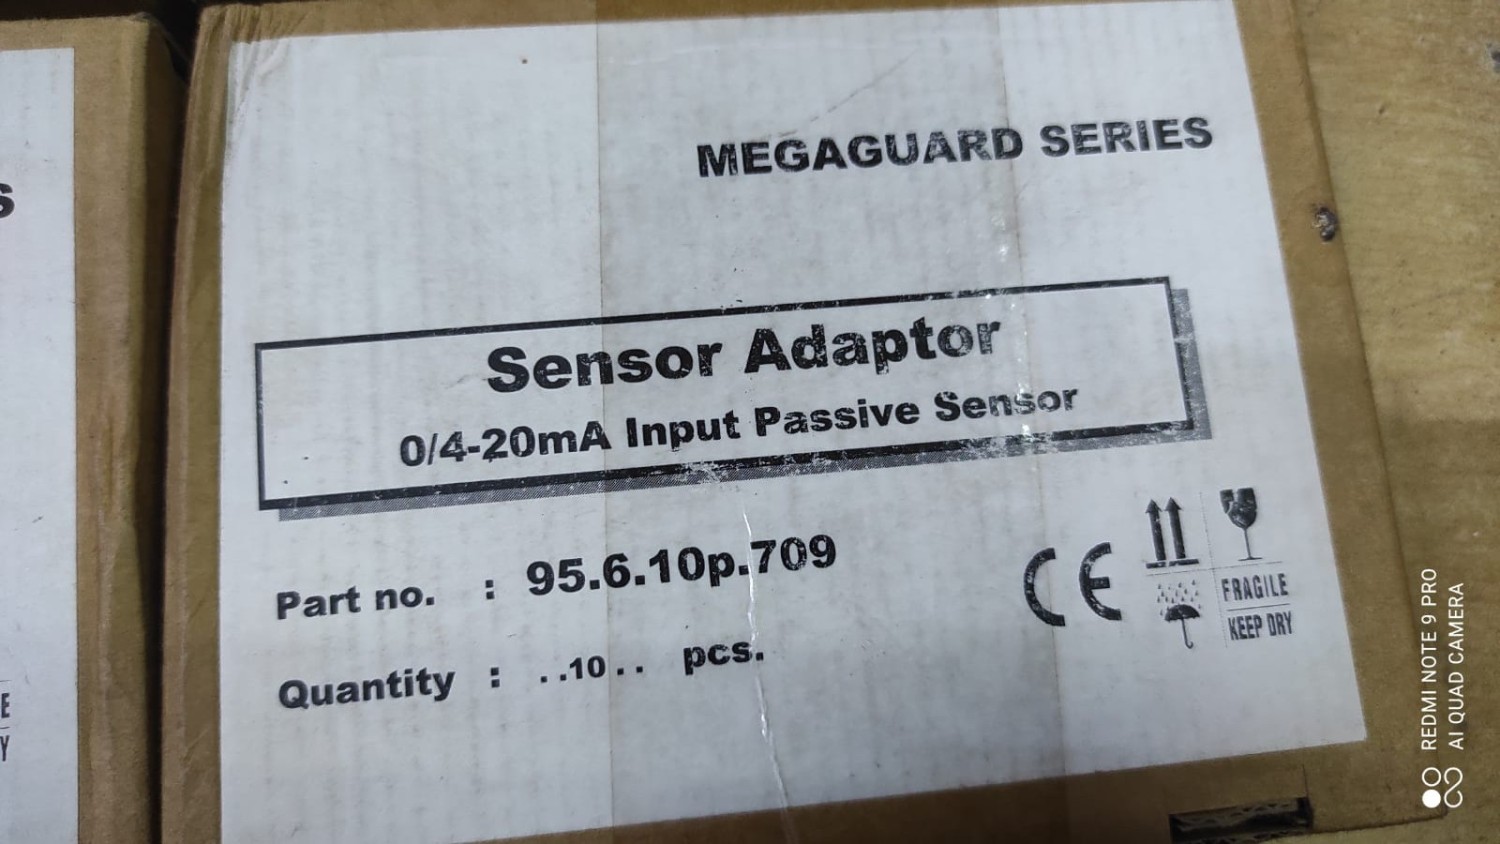 MEGAGUARD SERIES
Sensor Adaptor
0/4-20mA Input Passive Sensor
Part no. : 95.6.10p.709
Quantity : ..10.. pcs.
CE
FRAGILE
KEEP DRY
S
E
Y
REDMI NOTE 9 PRO
AI QUAD CAMERA